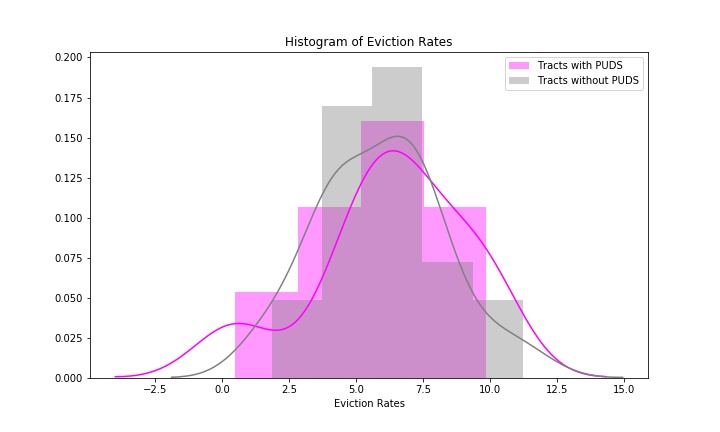 Histogram of Eviction Rates
Tracts with PUDS
Tracts without PUDS
0.200
0.175
0.150
0.125
0.100
0.075
0.050
0.025
0.000
−2.5 0.0 2.5 5.0 7.5 10.0 12.5 15.0
Eviction Rates